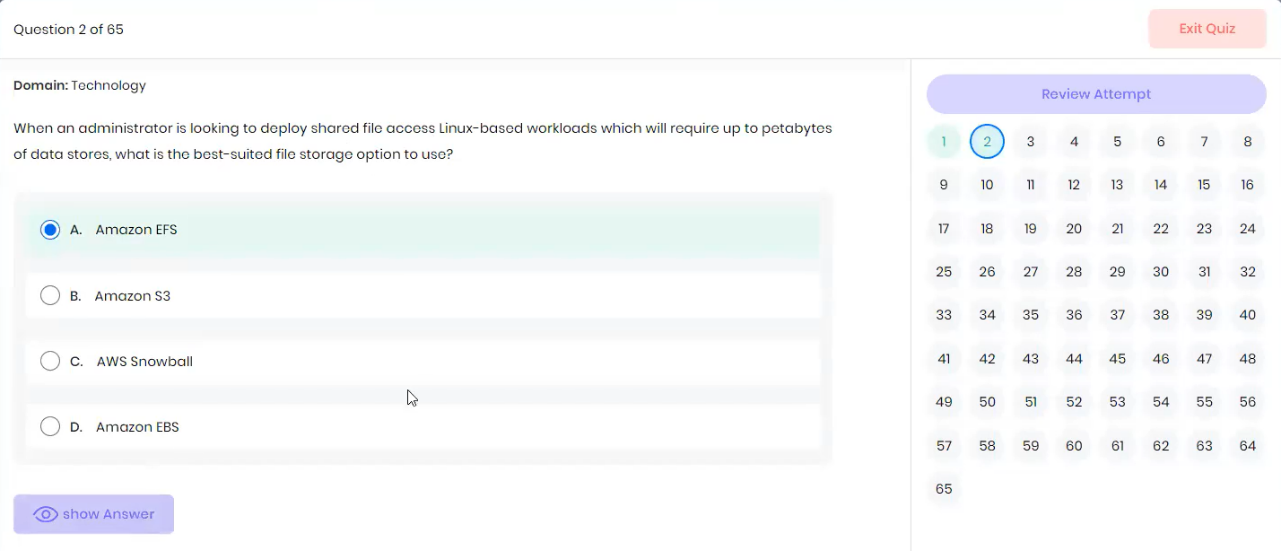 Question 2 of 65
Exit Quiz
Domain: Technology
When an administrator is looking to deploy shared file access Linux-based workloads which will require up to petabytes
of data stores, what is the best-suited file storage option to use?
A. Amazon EFS
B. Amazon S3
C. AWS Snowball
D. Amazon EBS
show Answer
Review Attempt
1 2 3 4 5 6 7 8
9 10 11 12 13 14 15 16
17 18 19 20 21 22 23 24
25 26 27 28 29 30 31 32
33 34 35 36 37 38 39 40
41 42 43 44 45 46 47 48
49 50 51 52 53 54 55 56
57 58 59 60 61 62 63 64
65